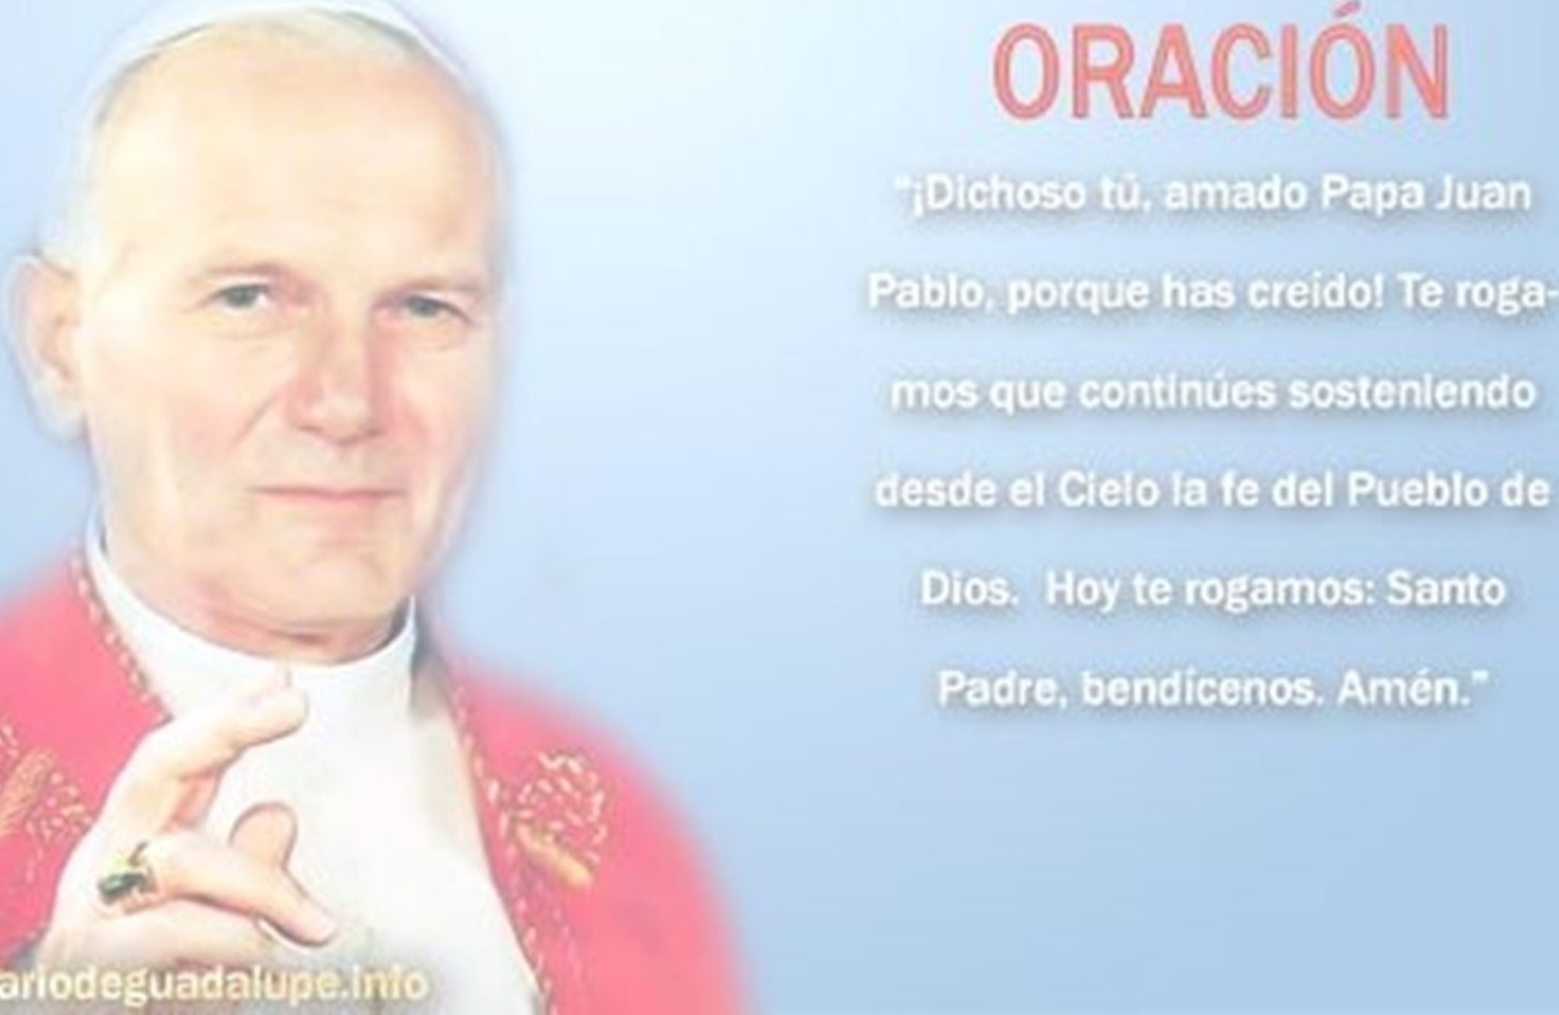 ORACIÓN
"¡Dichoso tú, amado Papa Juan
Pablo, porque has creído! Te roga-
mos que continúes sosteniendo
desde el Cielo la fe del Pueblo de
Dios. Hoy te rogamos: Santo
Padre, bendícenos. Amén."
ariodeguadalupe.info